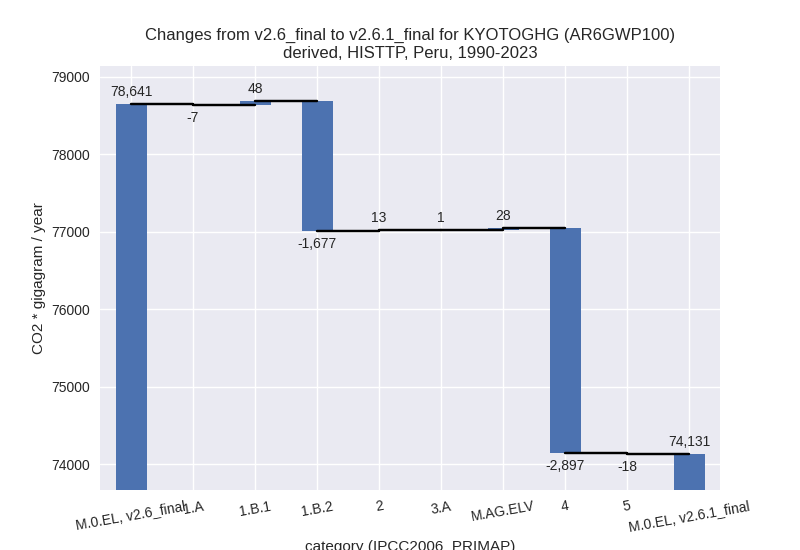 Changes from v2.6_final to v2.6.1_final for KYOTOGHG (AR6GWP100)
derived, HISTTP, Peru, 1990-2023
79000
78000
77000
76000
75000
74000
CO2 * gigagram / year
78,641
-7
48
-1,677
13
1
28
-2,897
-18
74,131
M.0.EL, v2.6_final
1.A
1.B.1
1.B.2
2
3.A
M.AG.ELV
4
5
M.0.EL, v2.6.1_final
category (IPCC2006_PRIMAP)